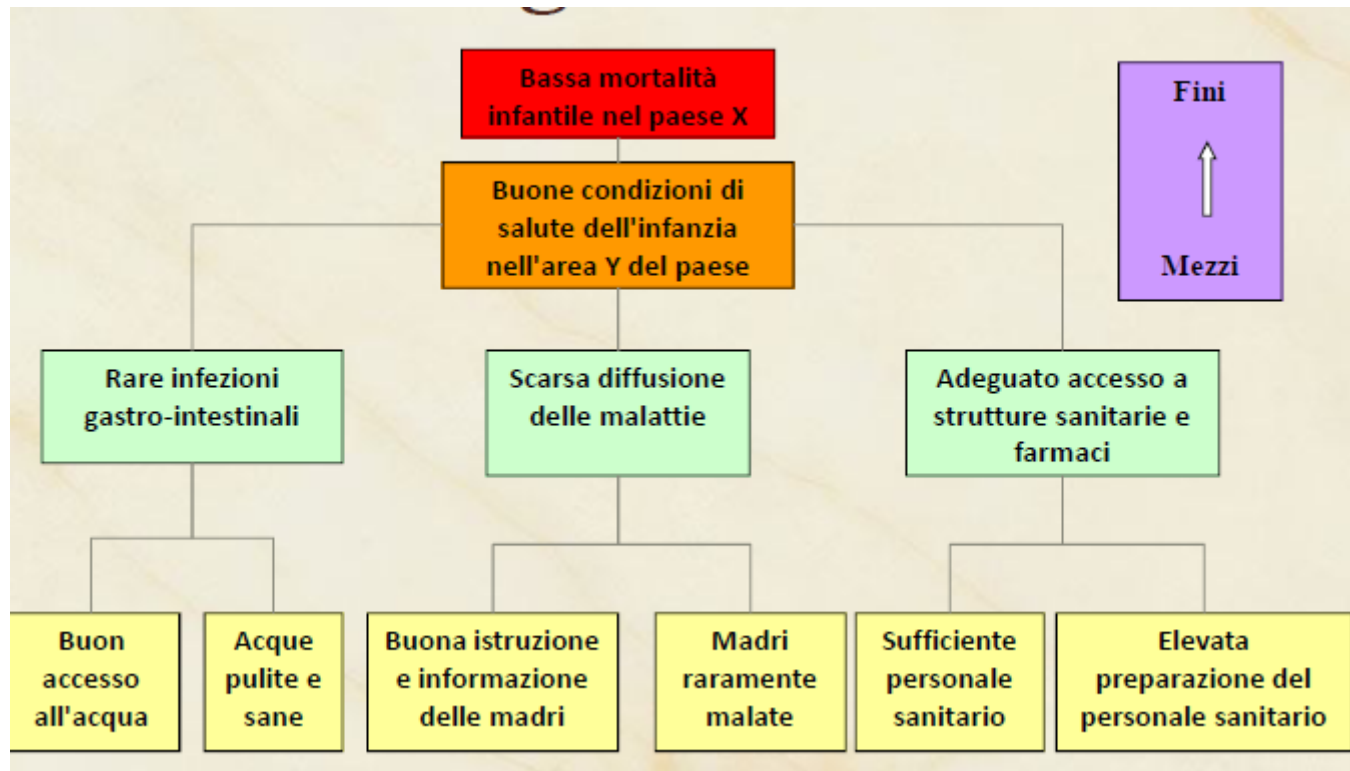 Bassa mortalità
infantile nel paese X
Fini
Mezzi
Buone condizioni di
salute dell'infanzia
nell'area Y del paese
Rare infezioni
gastro-intestinali
Scarsa diffusione
delle malattie
Adeguato accesso a
strutture sanitarie e
farmaci
Buon
accesso
all'acqua
Acque
pulite e
sane
Buona istruzione
e informazione
delle madri
Madri
raramente
malate
Sufficiente
personale
sanitario
Elevata
preparazione del
personale sanitario